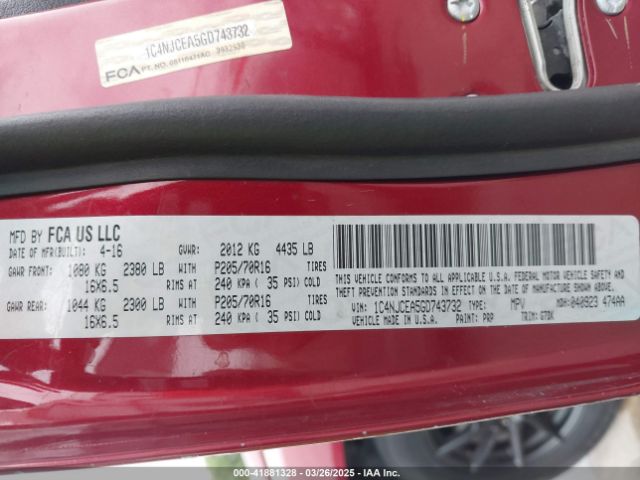 1C4NJCEA5GD743732
FCA PT. NO.
MFD BY FCA US LLC
DATE OF MFR(BUILT): 4-16 GVWR: 2012 KG 4435 LB
GAWR FRONT: 1080 KG 2380 LB WITH P205/70R16 TIRES
16X6.5 RIMS AT 240 KPA ( 35 PSI) COLD
GAWR REAR: 1044 KG 2300 LB WITH P205/70R16 TIRES
16X6.5 RIMS AT 240 KPA ( 35 PSI) COLD
THIS VEHICLE CONFORMS TO ALL APPLICABLE U.S.A. FEDERAL MOTOR VEHICLE SAFETY AND
THEFT PREVENTION STANDARDS IN EFFECT ON THE DATE OF MANUFACTURE SHOWN ABOVE.
VIN: 1C4NJCEA5GD743732 TYPE: MPV MDH: 040923 474AA
VEHICLE MADE IN U.S.A. PAINT: PRP TRIM: GTBK
00-41881328 - 03/26/2025 - IAA Inc.